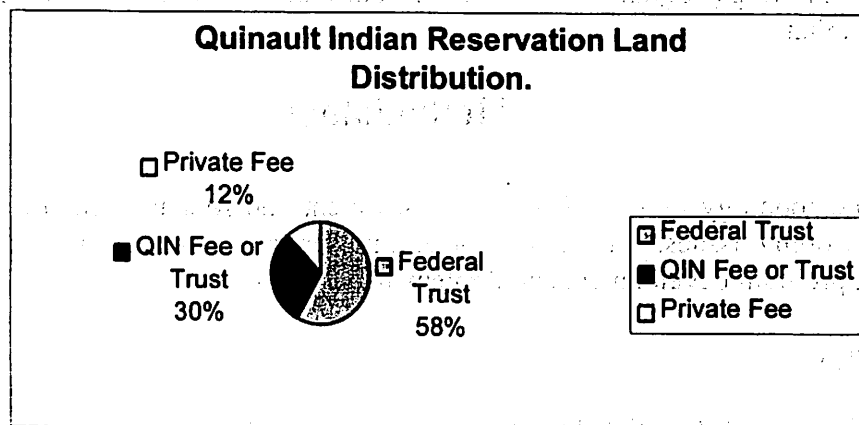 Quinault Indian Reservation Land
Distribution.
Private Fee
12%
QIN Fee or
Trust
30%
Federal
Trust
58%
Federal Trust
QIN Fee or Trust
Private Fee